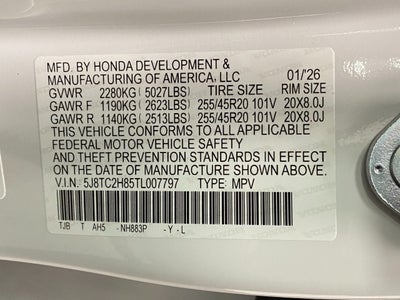 MFD. BY HONDA DEVELOPMENT &
MANUFACTURING OF AMERICA, LLC 01/'26
GVWR 2280KG(5027LBS) TIRE SIZE RIM SIZE
GAWR F 1190KG(2623LBS) 255/45R20 101V 20X8.0J
GAWR R 1140KG(2513LBS) 255/45R20 101V 20X8.0J
THIS VEHICLE CONFORMS TO ALL APPLICABLE
FEDERAL MOTOR VEHICLE SAFETY, BUMPER,
AND THEFT PREVENTION STANDARDS IN EFFECT
ON THE DATE OF MANUFACTURE SHOWN ABOVE.
V.I.N. 5J8TC2H85TL007797 TYPE: MPV
TJB T AH5 -NH883P -Y-L